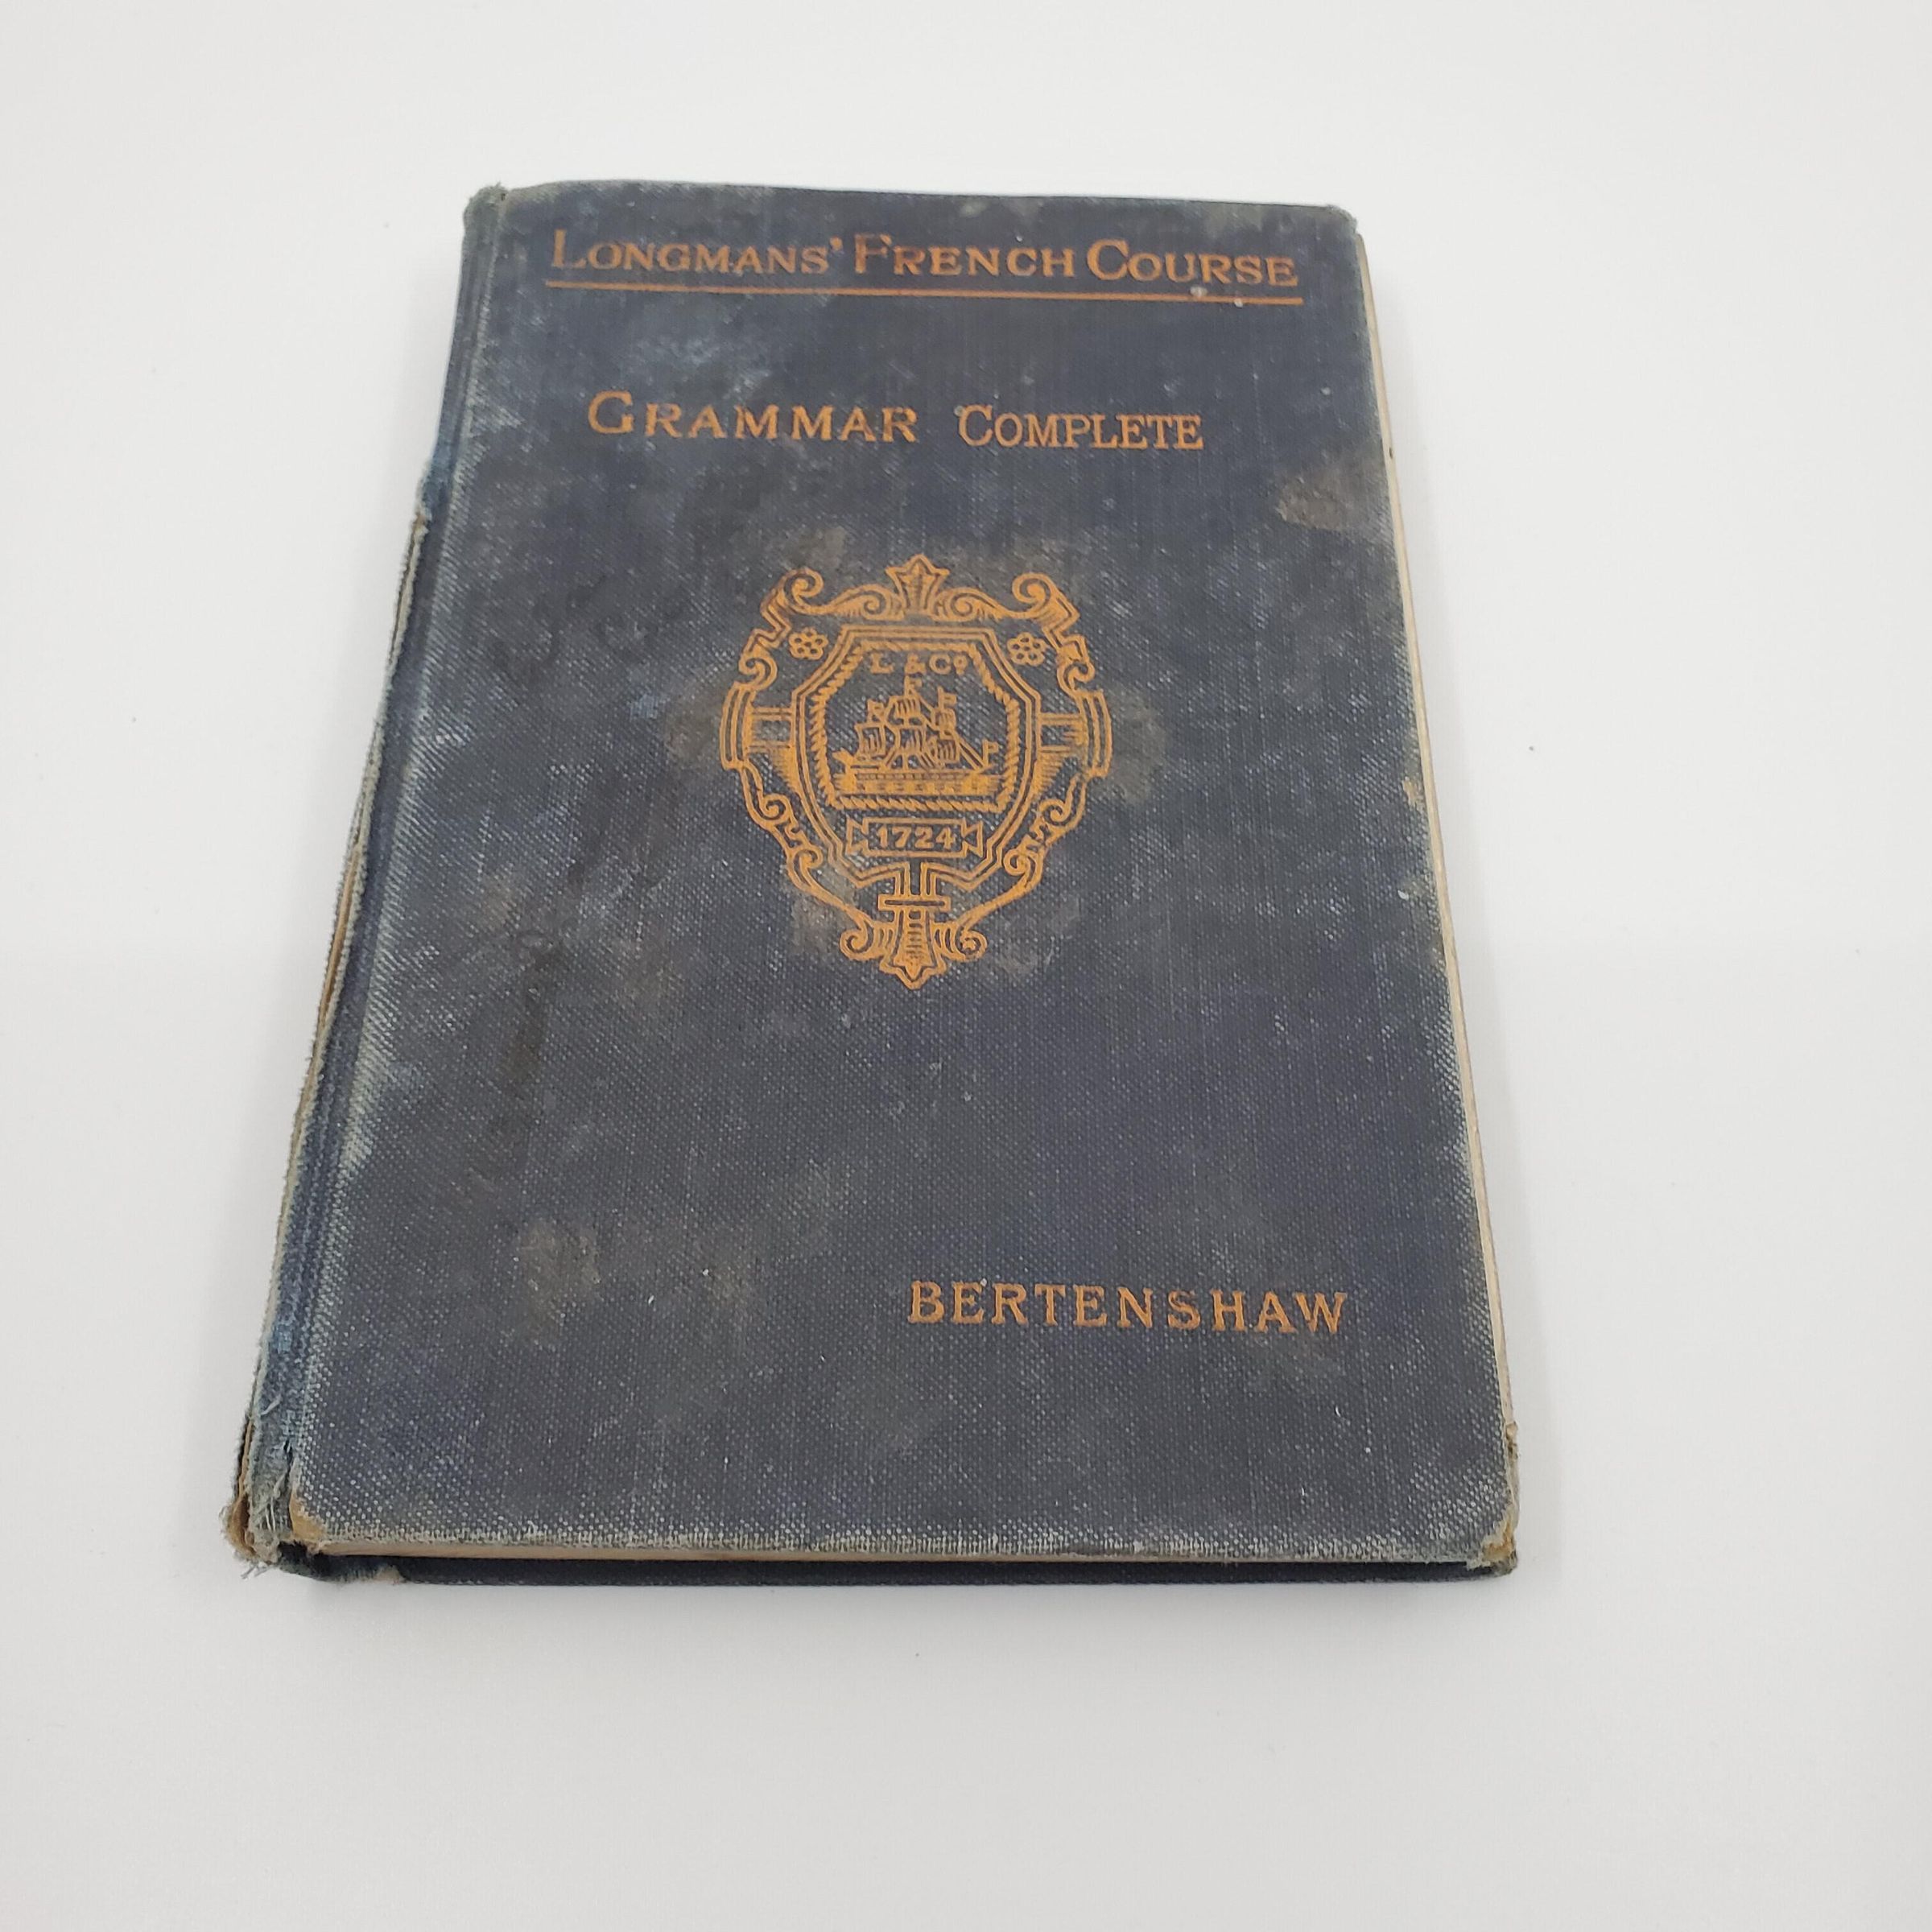 LONGMANS' FRENCH COURSE
GRAMMAR COMPLETE
L & Co
1724
BERTENSHAW